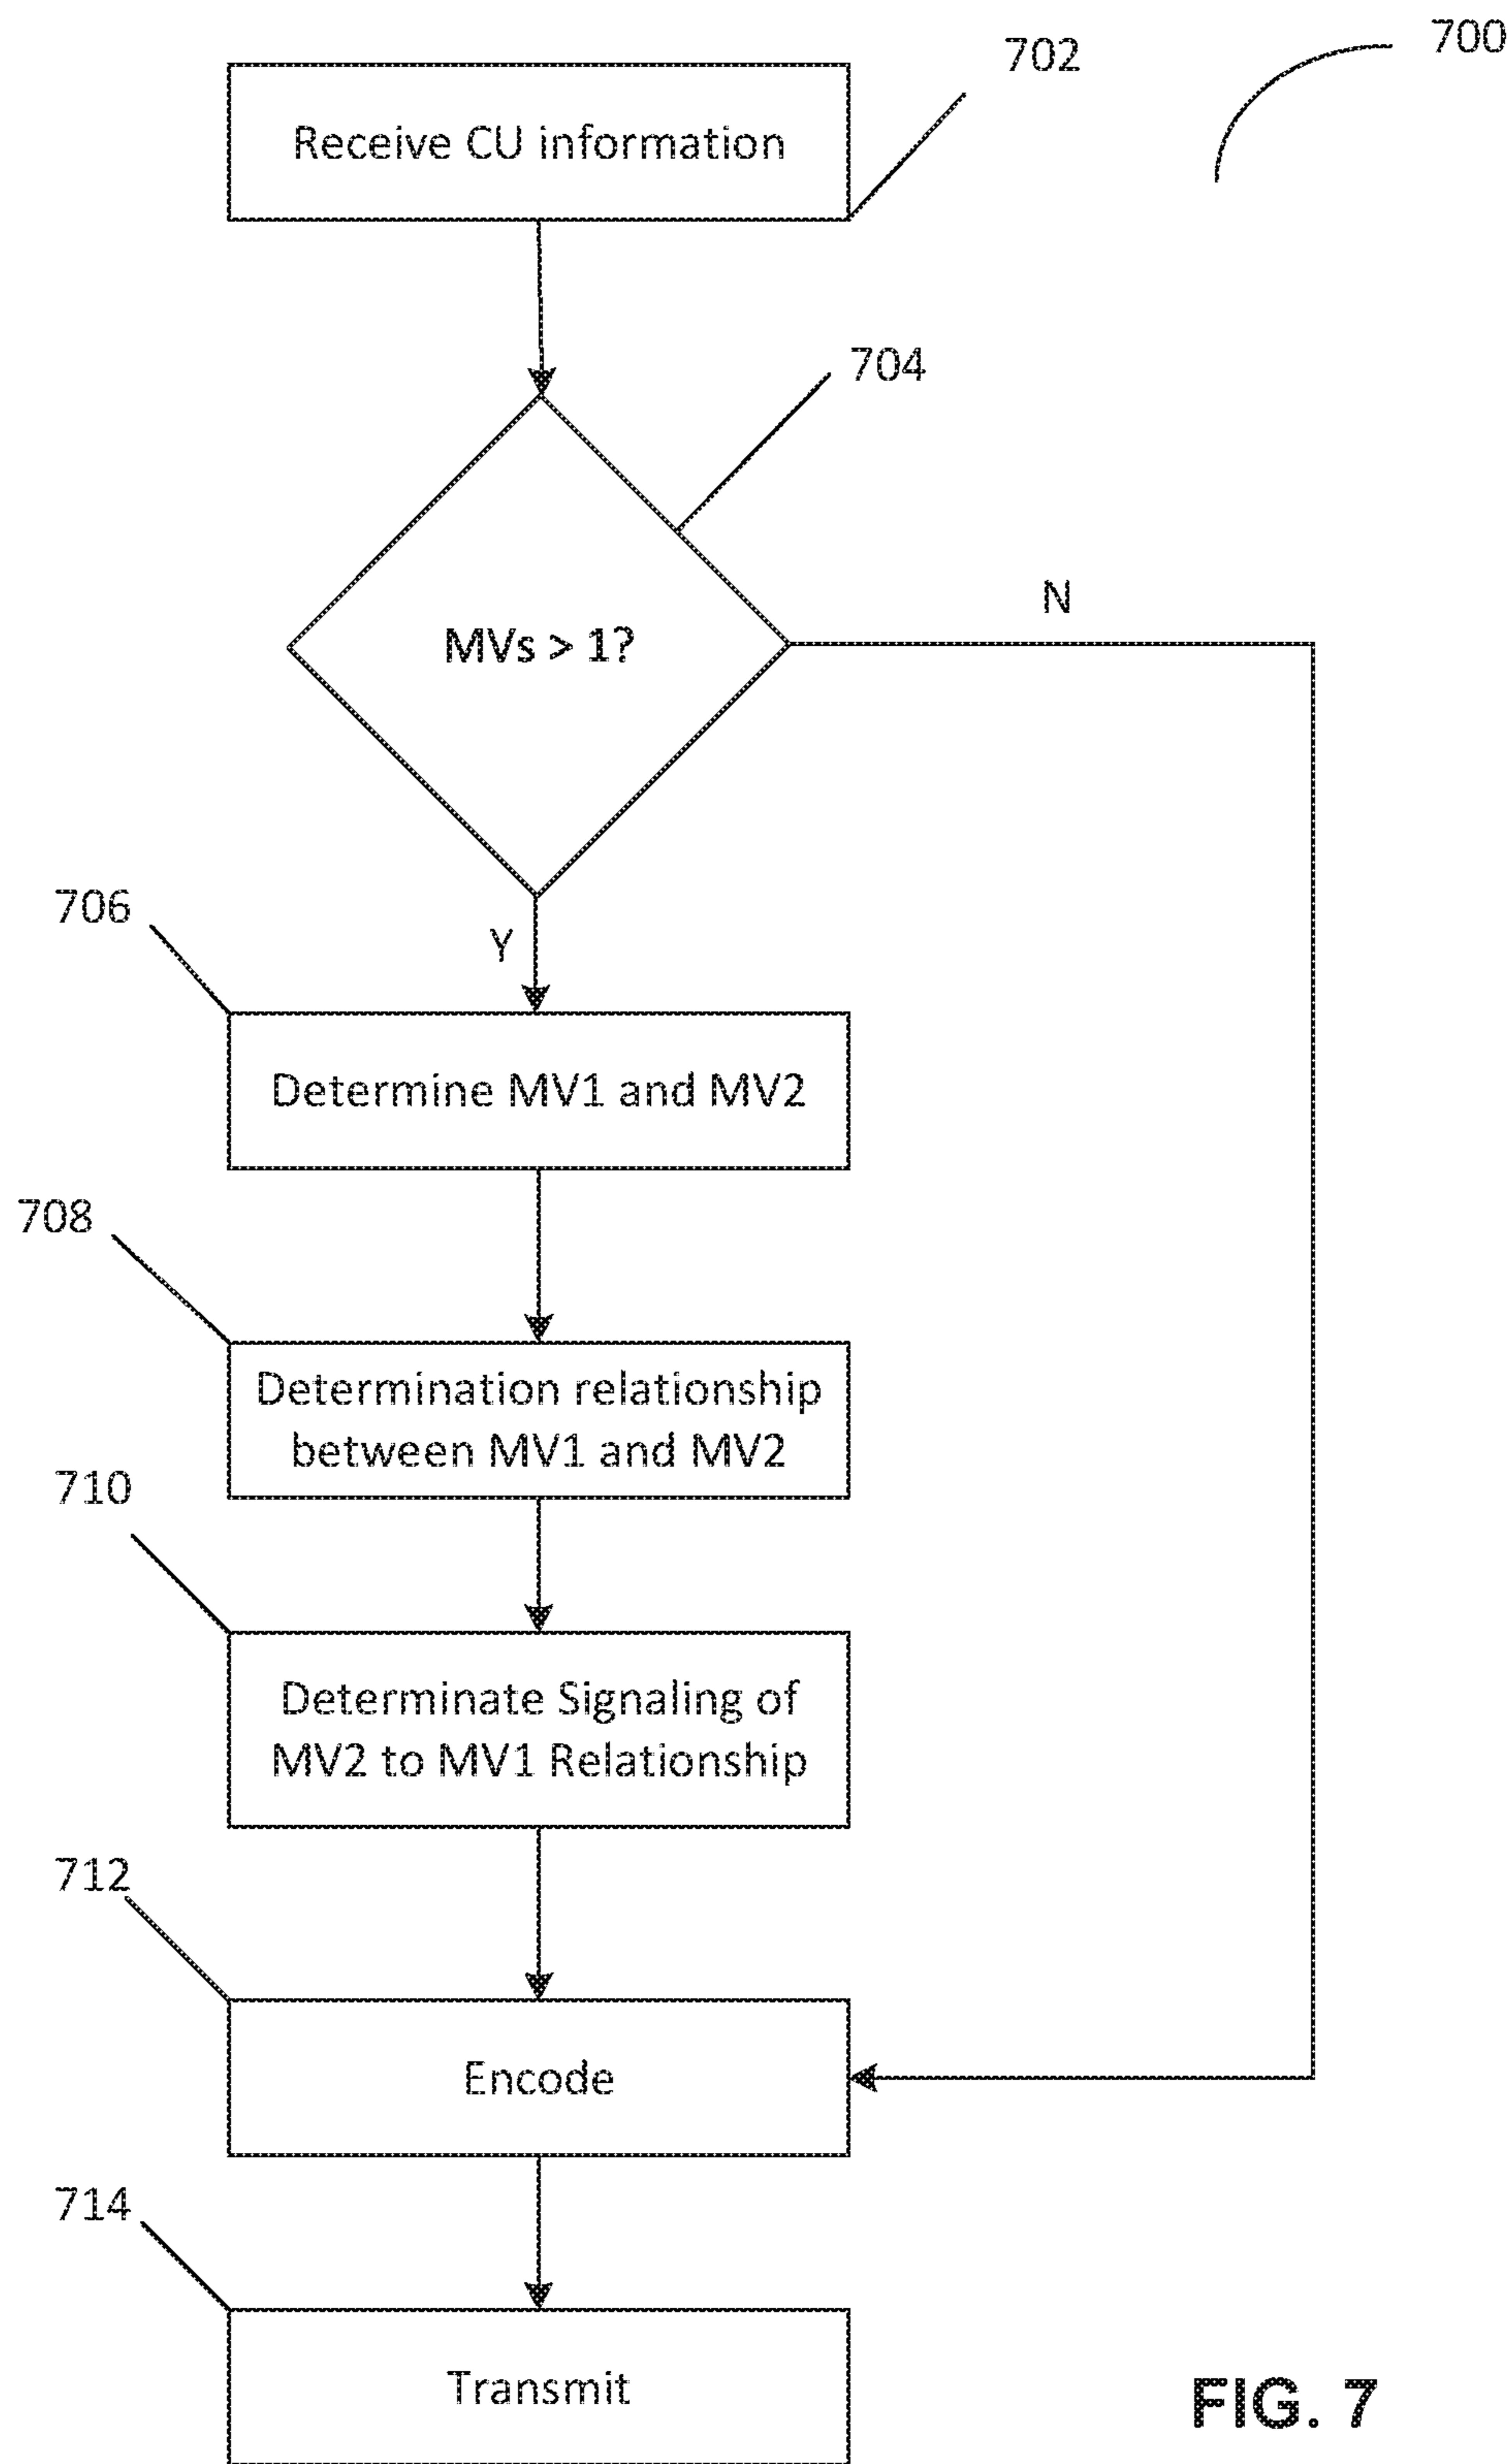 700
702
Receive CU information
704
MVs > 1?
N
Y
706
Determine MV1 and MV2
708
Determination relationship
between MV1 and MV2
710
Determinate Signaling of
MV2 to MV1 Relationship
712
Encode
714
Transmit
FIG. 7